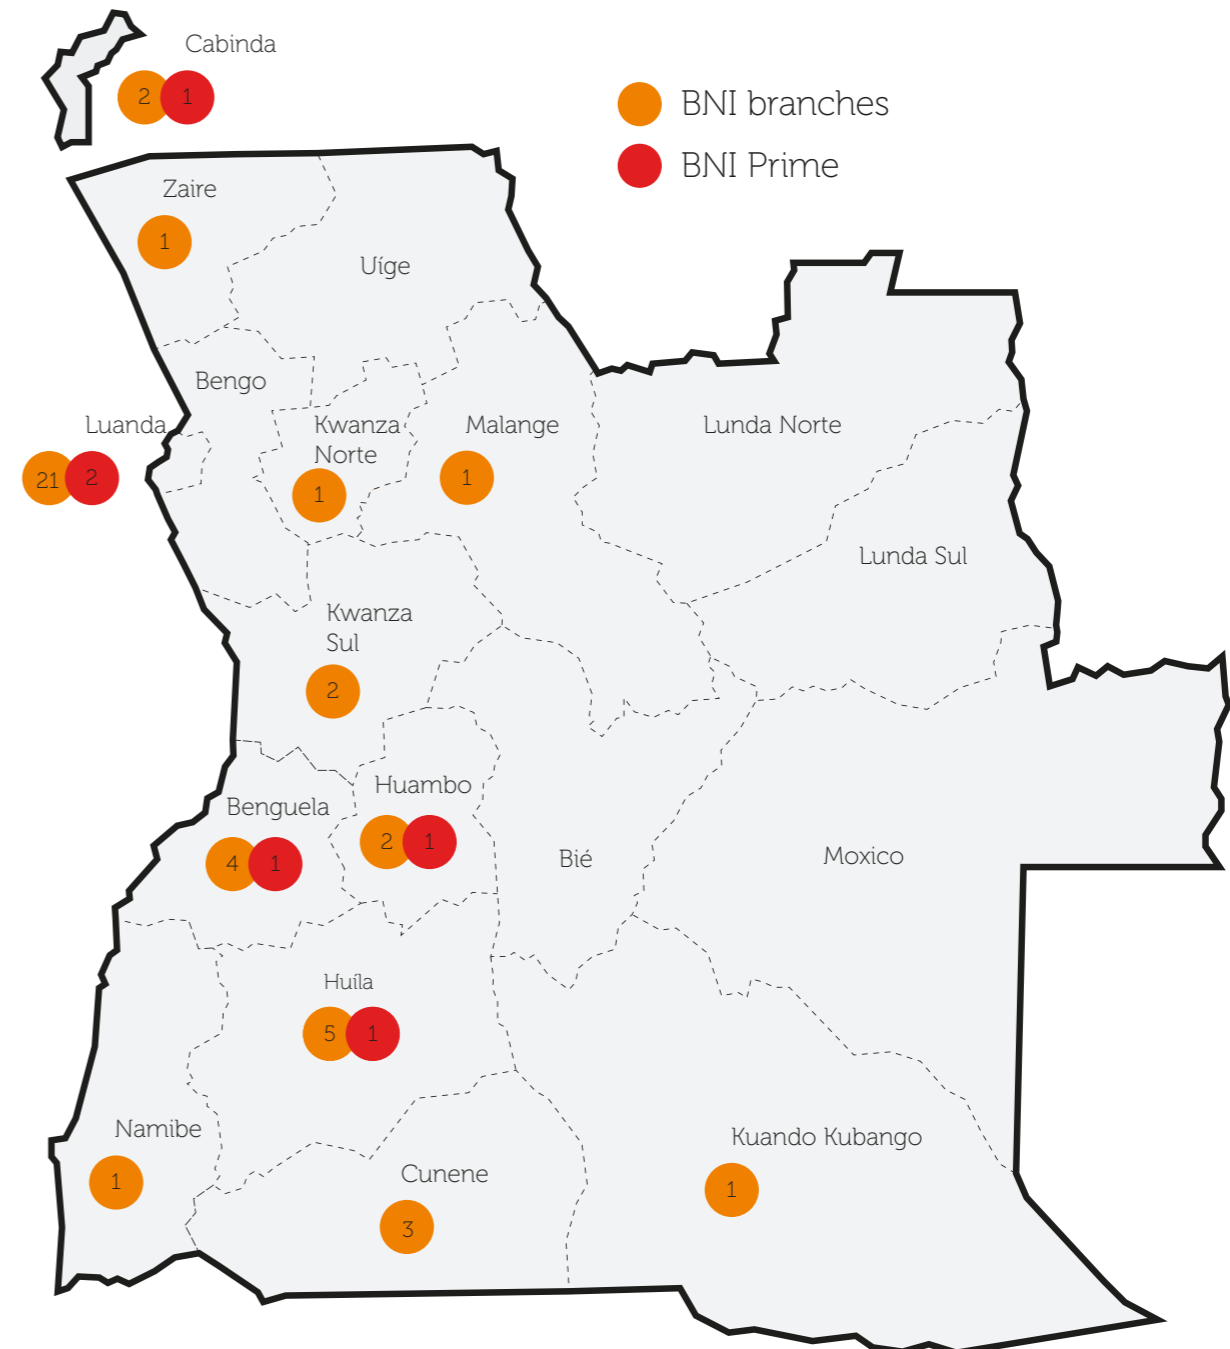 Cabinda
2 1
BNI branches
BNI Prime
Zaire
1
Uíge
Bengo
Luanda
21 2
Kwanza
Norte
1
Malange
1
Lunda Norte
Lunda Sul
Kwanza
Sul
2
Huambo
2 1
Benguela
4 1
Bié
Moxico
Huíla
5 1
Namibe
1
Cunene
3
Kuando Kubango
1